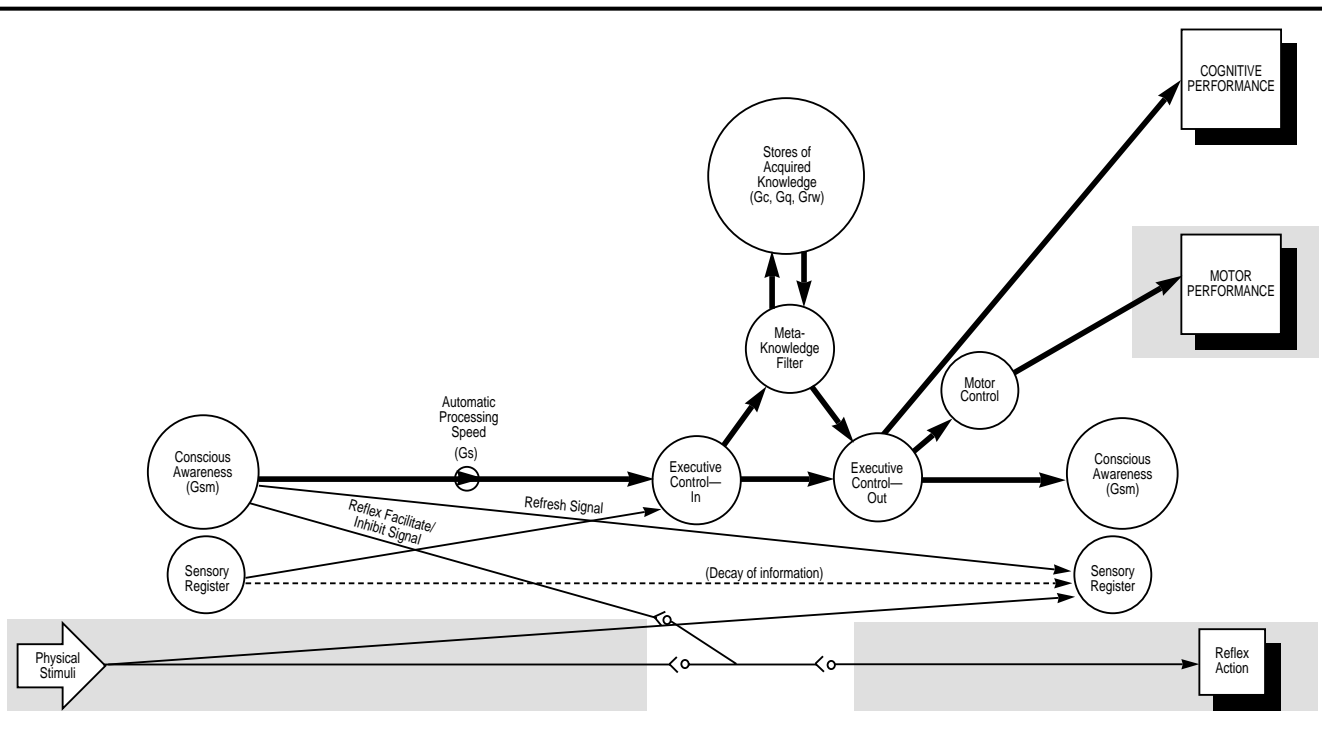 COGNITIVE
PERFORMANCE
Stores of
Acquired
Knowledge
(Gc, Gq, Grw)
MOTOR
PERFORMANCE
Meta-
Knowledge
Filter
Motor
Control
Automatic
Processing
Speed
(Gs)
Conscious
Awareness
(Gsm)
Executive
Control—
In
Executive
Control—
Out
Conscious
Awareness
(Gsm)
Refresh Signal
Reflex Facilitate/
Inhibit Signal
Sensory
Register
(Decay of information)
Sensory
Register
Physical
Stimuli
Reflex
Action